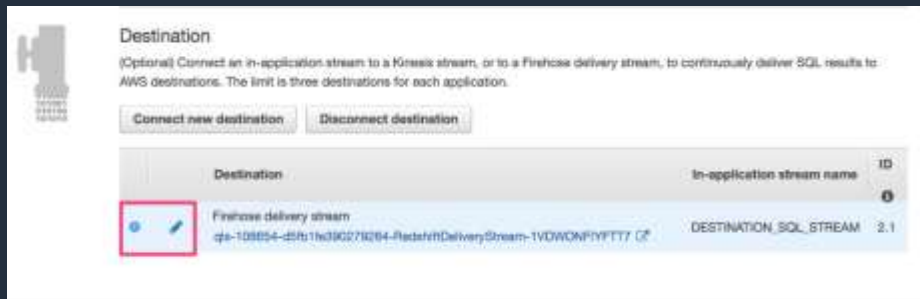 Destination
(Optional) Connect an in-application stream to a Kinesis stream, or to a Firehose delivery stream, to continuously deliver SQL results to
AWS destinations. The limit is three destinations for each application.
Connect new destination Disconnect destination
Destination In-application stream name ID
Firehose delivery stream
DESTINATION_SQL_STREAM 2.1